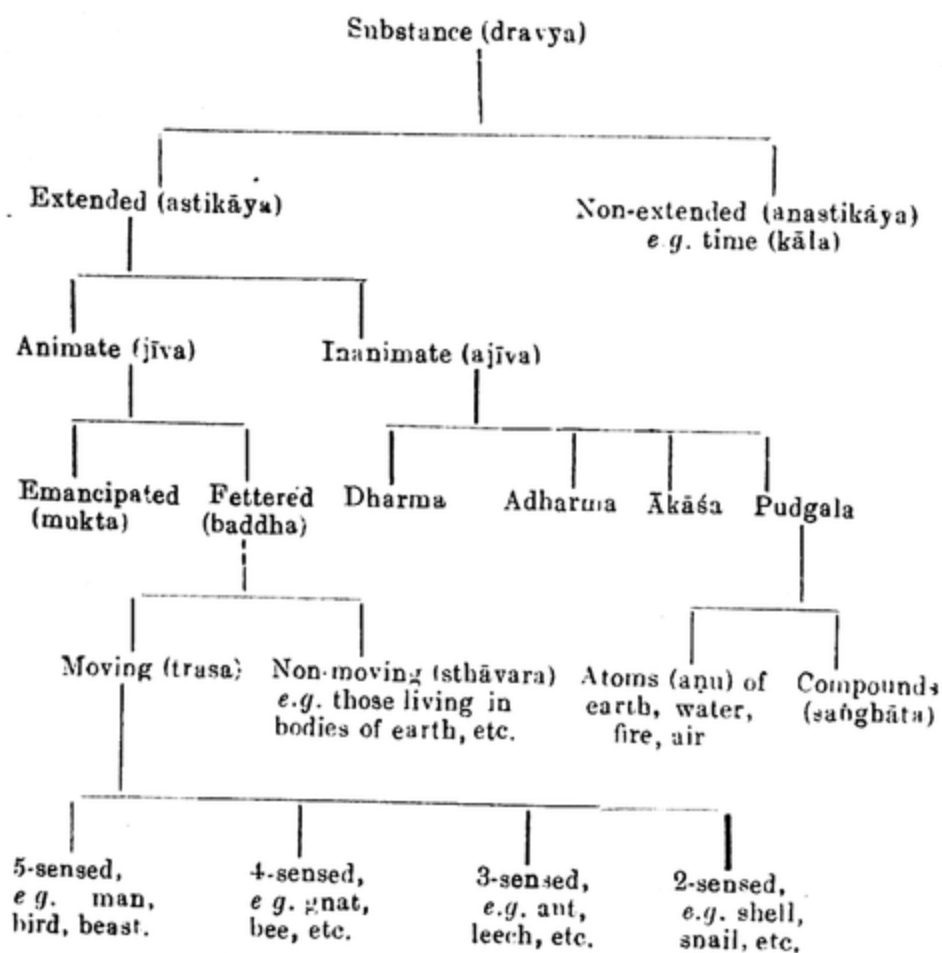 Substance (dravya)
Extended (astikāya)
Non-extended (anastikāya)
e.g. time (kāla)
Animate (jīva)
Inanimate (ajīva)
Emancipated
(mukta)
Fettered
(baddha)
Dharma
Adharma
Ākāśa
Pudgala
Moving (trasa)
Non-moving (sthāvara)
e.g. those living in
bodies of earth, etc.
Atoms (aṇu) of
earth, water,
fire, air
Compounds
(saṅghāta)
5-sensed,
e g. man,
bird, beast.
4-sensed,
e g. gnat,
bee, etc.
3-sensed,
e.g. ant,
leech, etc.
2-sensed,
e.g. shell,
snail, etc.